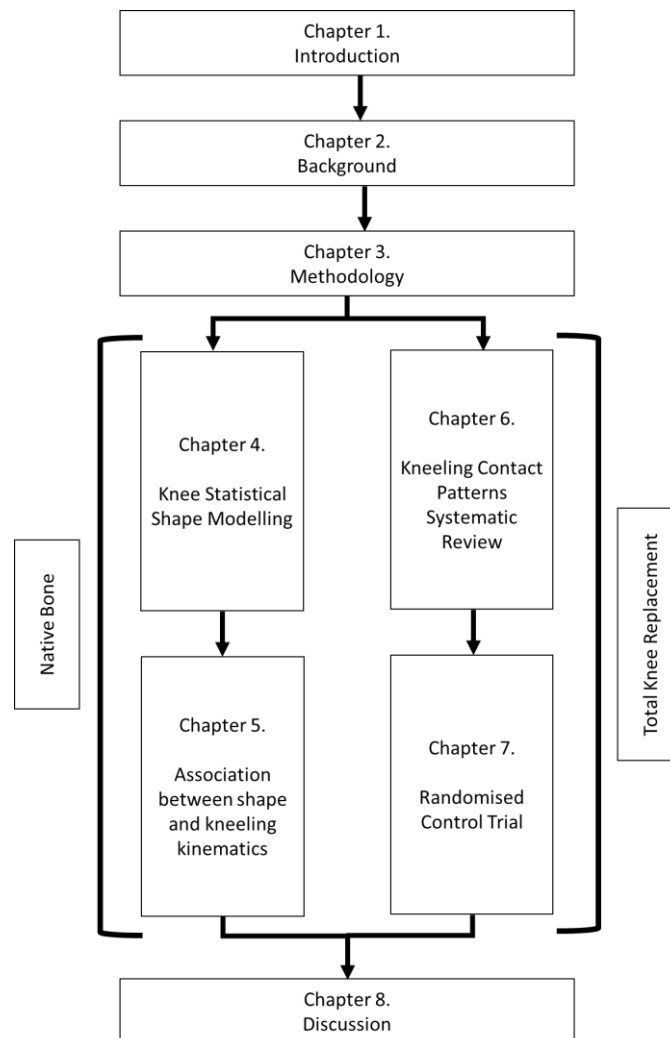 Chapter 1.
Introduction
Chapter 2.
Background
Chapter 3.
Methodology
Native Bone
Chapter 4.
Knee Statistical
Shape Modelling
Chapter 5.
Association
between shape
and kneeling
kinematics
Chapter 6.
Kneeling Contact
Patterns
Systematic
Review
Chapter 7.
Randomised
Control Trial
Total Knee Replacement
Chapter 8.
Discussion